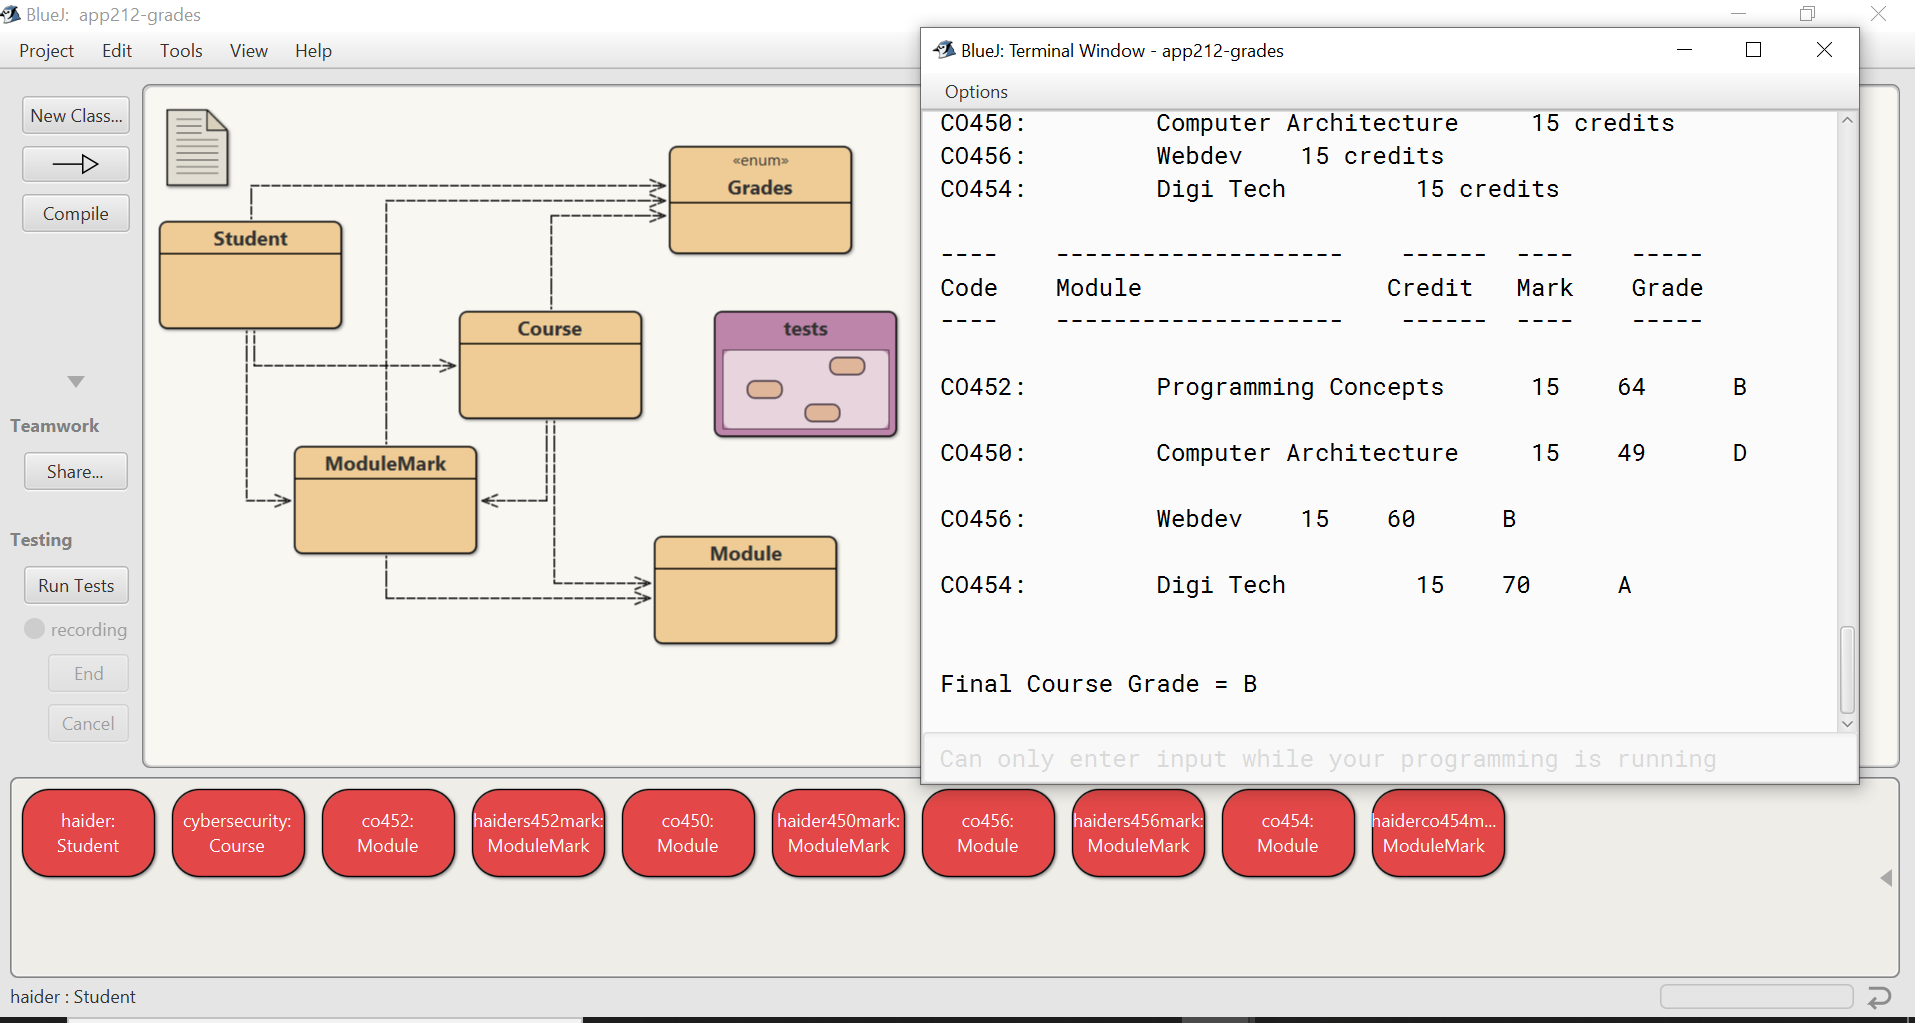 BlueJ: app212-grades
Project Edit Tools View Help
New Class...
Compile
Teamwork
Share...
Testing
Run Tests
recording
End
Cancel
«enum»
Grades
Student
Course
tests
ModuleMark
Module
BlueJ: Terminal Window - app212-grades
Options
CO450: Computer Architecture 15 credits
CO456: Webdev 15 credits
CO454: Digi Tech 15 credits
---- -------------------- ------ ---- -----
Code Module Credit Mark Grade
---- -------------------- ------ ---- -----
CO452: Programming Concepts 15 64 B
CO450: Computer Architecture 15 49 D
CO456: Webdev 15 60 B
CO454: Digi Tech 15 70 A
Final Course Grade = B
Can only enter input while your programming is running
haider:
Student
cybersecurity:
Course
co452:
Module
haiders452mark:
ModuleMark
co450:
Module
haider450mark:
ModuleMark
co456:
Module
haiders456mark:
ModuleMark
co454:
Module
haiderco454m...
ModuleMark
haider : Student